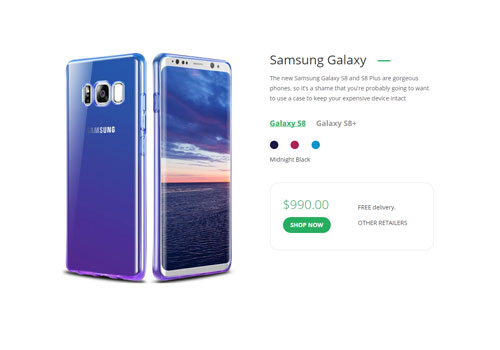 SAMSUNG
Samsung Galaxy
The new Samsung Galaxy S8 and S8 Plus are gorgeous
phones, so it's a shame that you're probably going to want
to use a case to keep your expensive device intact
Galaxy S8 Galaxy S8+
Midnight Black
$990.00
FREE delivery.
SHOP NOW
OTHER RETAILERS